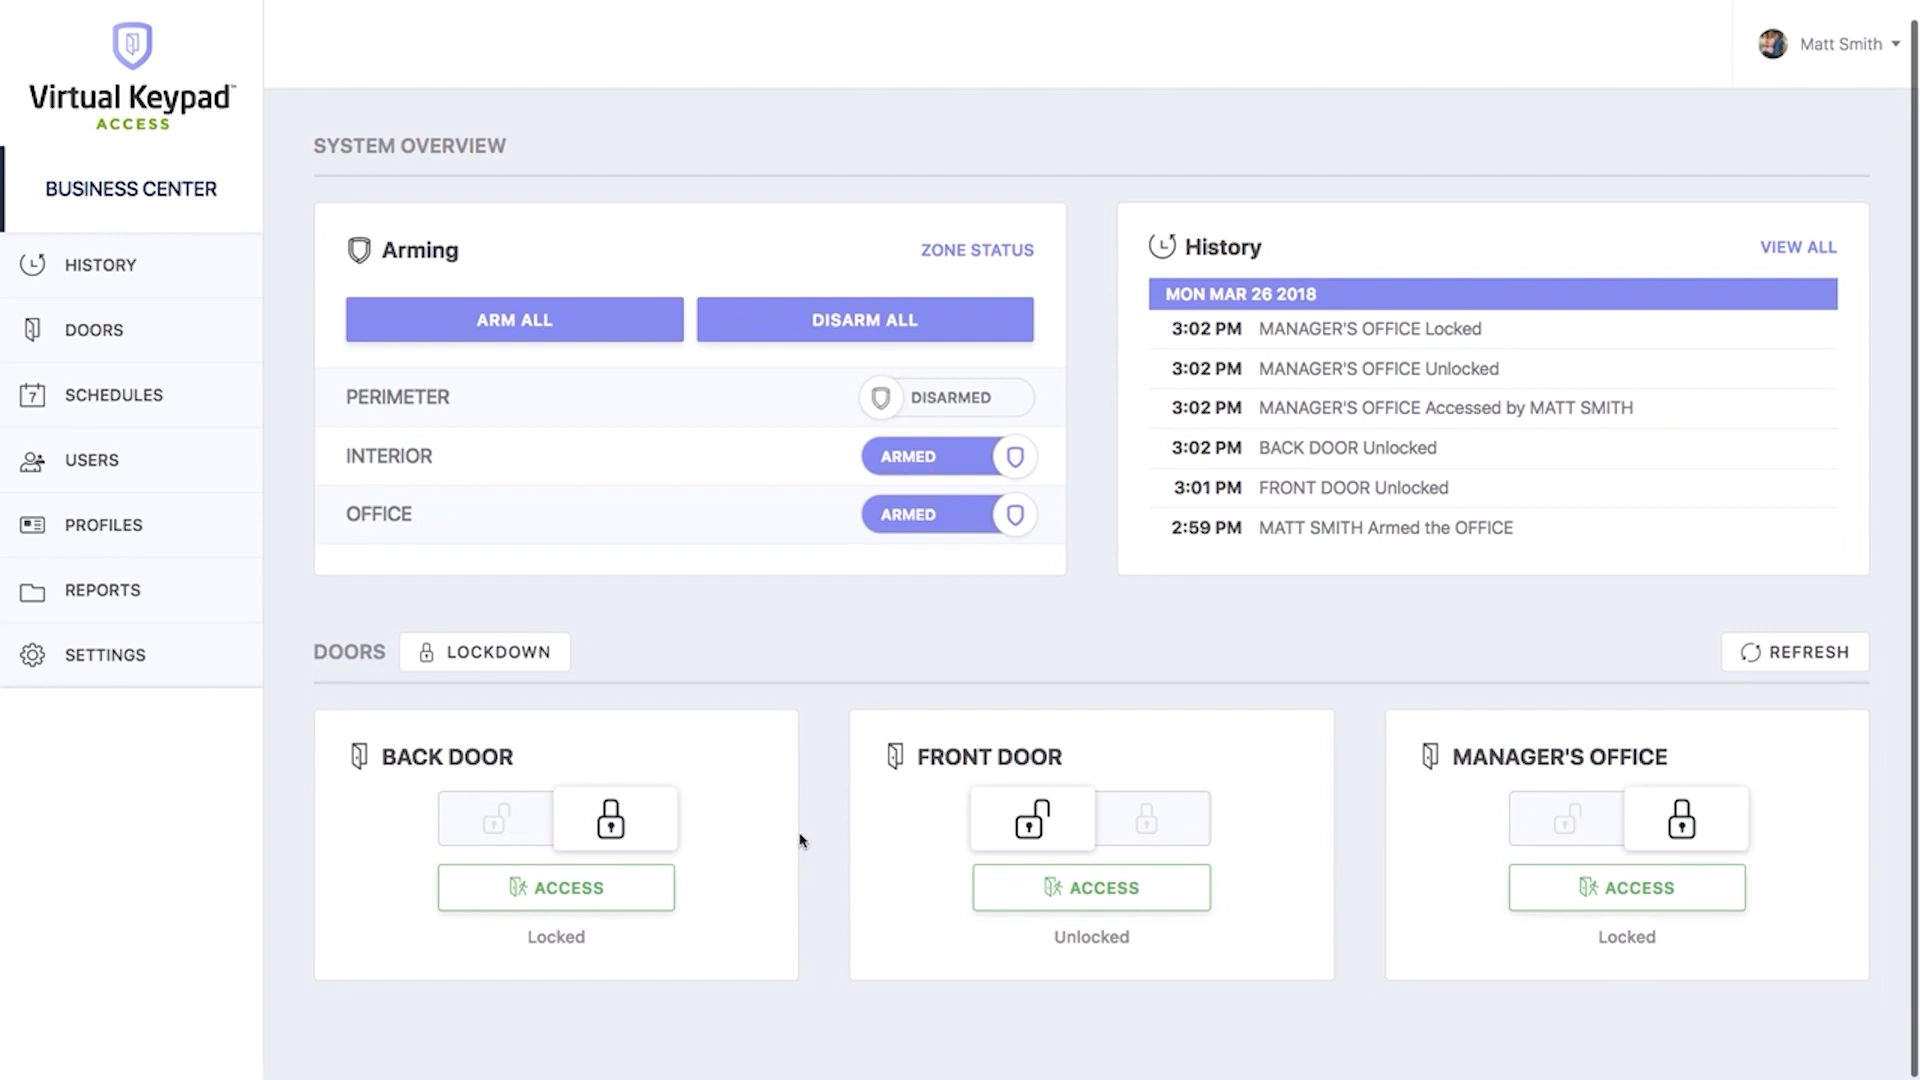 Virtual Keypad™
ACCESS
BUSINESS CENTER
HISTORY
DOORS
7 SCHEDULES
USERS
PROFILES
REPORTS
SETTINGS
Matt Smith
SYSTEM OVERVIEW
Arming
ZONE STATUS
ARM ALL
DISARM ALL
PERIMETER
DISARMED
INTERIOR
ARMED
OFFICE
ARMED
History
VIEW ALL
MON MAR 26 2018
3:02 PM MANAGER'S OFFICE Locked
3:02 PM MANAGER'S OFFICE Unlocked
3:02 PM MANAGER'S OFFICE Accessed by MATT SMITH
3:02 PM BACK DOOR Unlocked
3:01 PM FRONT DOOR Unlocked
2:59 PM MATT SMITH Armed the OFFICE
DOORS
LOCKDOWN
REFRESH
BACK DOOR
ACCESS
Locked
FRONT DOOR
ACCESS
Unlocked
MANAGER'S OFFICE
ACCESS
Locked